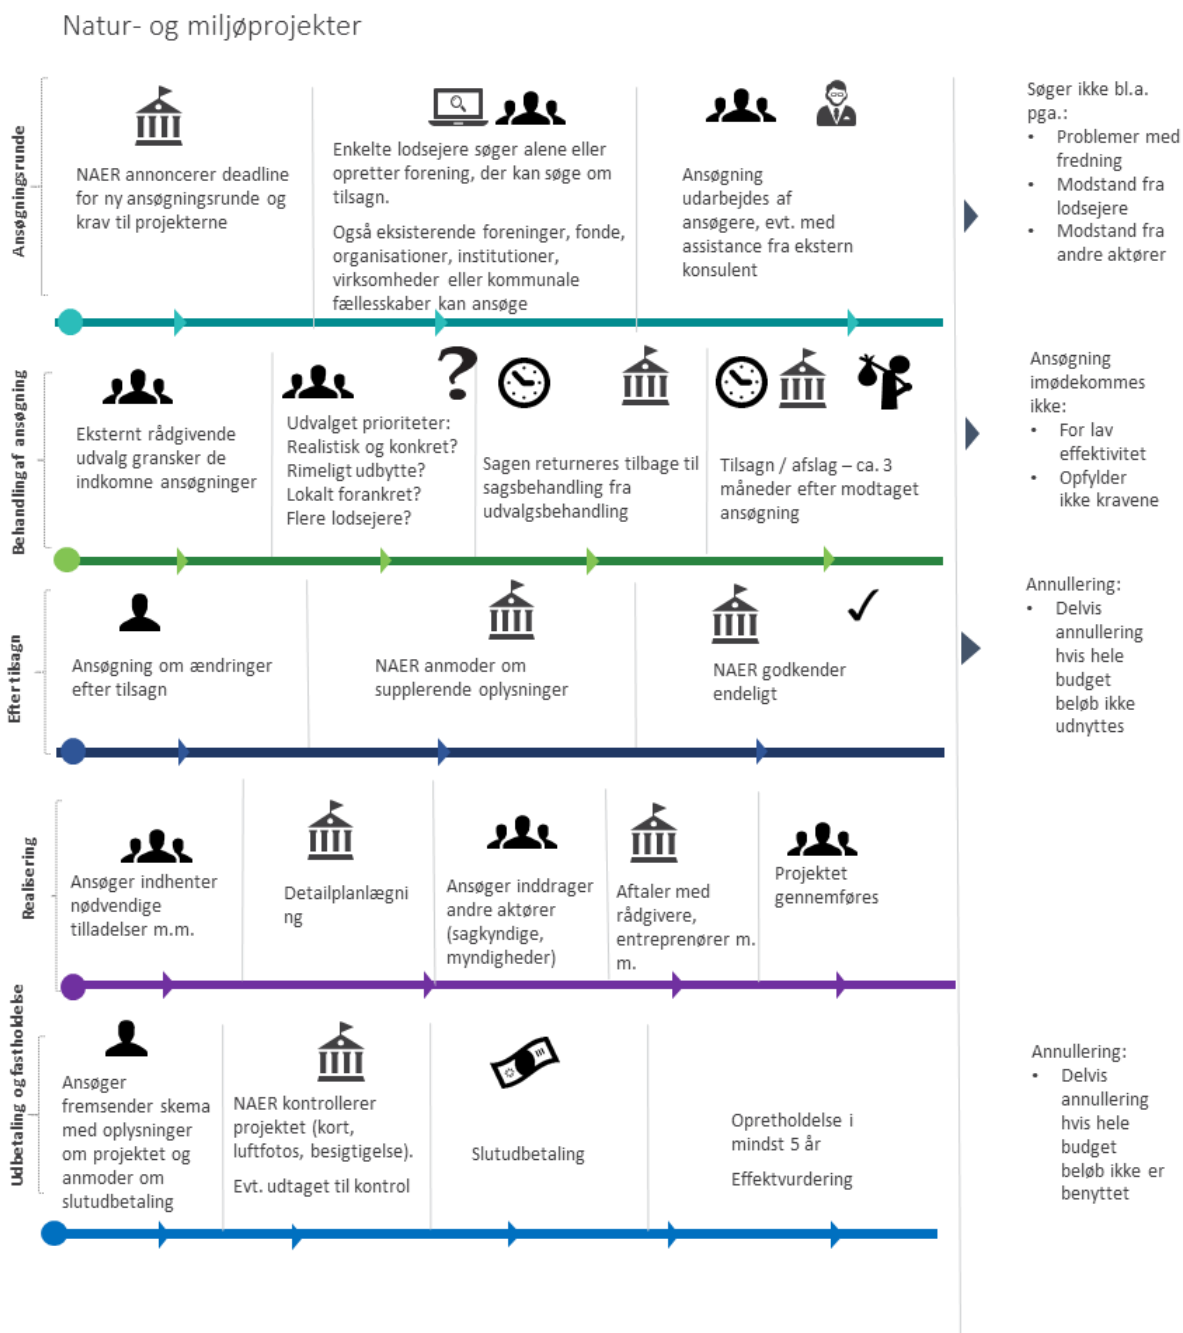 Natur- og miljøprojekter
Ansøgningsrunde
NAER annoncerer deadline
for ny ansøgningsrunde og
krav til projekterne
Enkelte lodsejere søger alene eller
opretter forening, der kan søge om
tilsagn.
Også eksisterende foreninger, fonde,
organisationer, institutioner,
virksomheder eller kommunale
fællesskaber kan ansøge
Ansøgning
udarbejdes af
ansøgere, evt. med
assistance fra ekstern
konsulent
Søger ikke bl.a.
pga.:
• Problemer med
fredning
• Modstand fra
lodsejere
• Modstand fra
andre aktører
Behandling af ansøgning
Eksternt rådgivende
udvalg gransker de
indkomne ansøgninger
?
Udvalget prioriteter:
Realistisk og konkret?
Rimeligt udbytte?
Lokalt forankret?
Flere lodsejere?
Sagen returneres tilbage til
sagsbehandling fra
udvalgsbehandling
Tilsagn / afslag – ca. 3
måneder efter modtaget
ansøgning
Ansøgning
imødekommes
ikke:
• For lav
effektivitet
• Opfylder
ikke kravene
Efter tilsagn
Ansøgning om ændringer
efter tilsagn
NAER anmoder om
supplerende oplysninger
NAER godkender
endeligt
Annullering:
• Delvis
annullering
hvis hele
budget
beløb ikke
udnyttes
Realisering
Ansøger indhenter
nødvendige
tilladelser m.m.
Detailplanlægni
ng
Ansøger inddrager
andre aktører
(sagkyndige,
myndigheder)
Aftaler med
rådgivere,
entreprenører m.
m.
Projektet
gennemføres
Udbetaling og fastholdelse
Ansøger
fremsender skema
med oplysninger
om projektet og
anmoder om
slutudbetaling
NAER kontrollerer
projektet (kort,
luftfotos, besigtigelse).
Evt. udtaget til kontrol
Slutudbetaling
Opretholdelse i
mindst 5 år
Effektvurdering
Annullering:
• Delvis
annullering
hvis hele
budget
beløb ikke er
benyttet